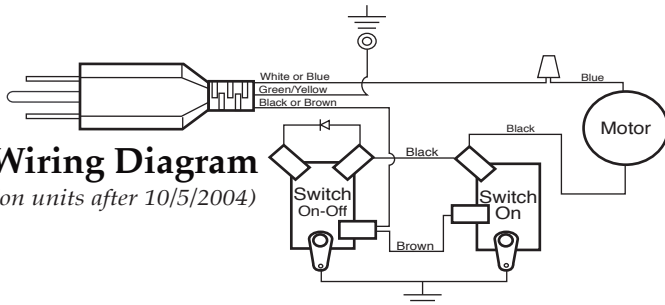 White or Blue
Green/Yellow
Black or Brown
Blue
Motor
Black
Black
Wiring Diagram
on units after 10/5/2004)
Switch
On-Off
Switch
On
Brown